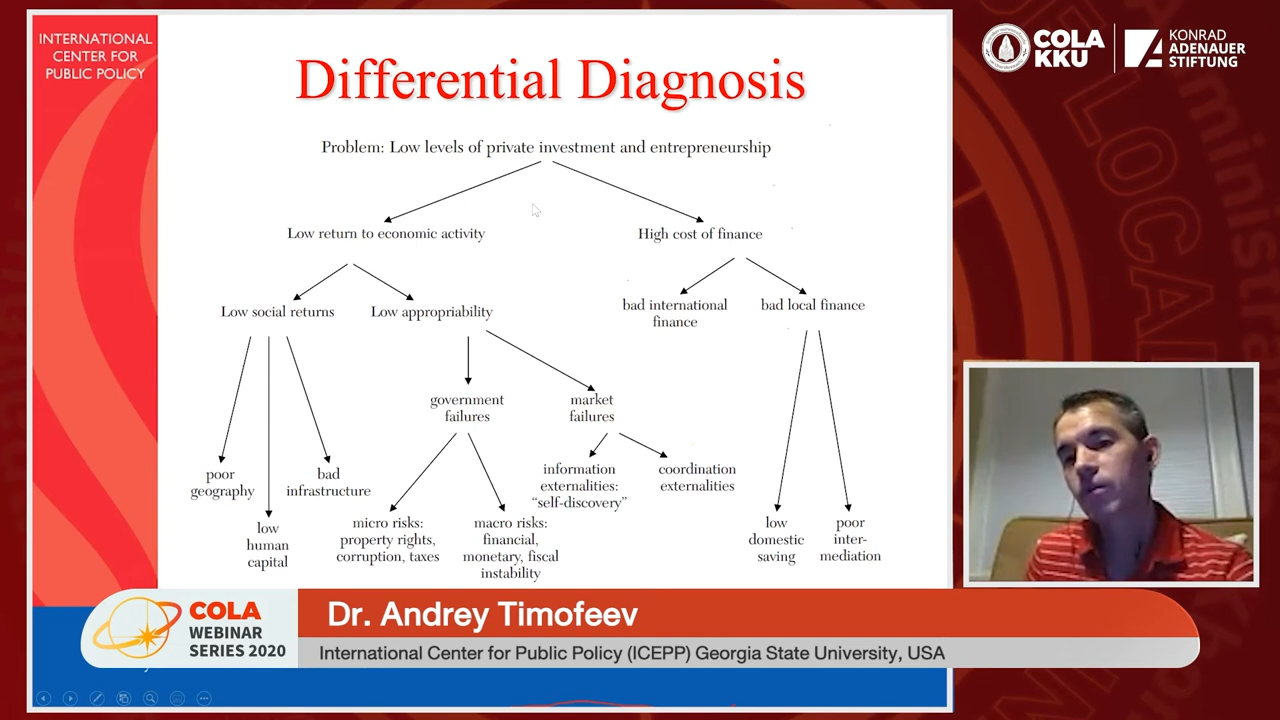 INTERNATIONAL
CENTER FOR
PUBLIC POLICY
Differential Diagnosis
Problem: Low levels of private investment and entrepreneurship
Low return to economic activity
High cost of finance
Low social returns
Low appropriability
bad international
finance
bad local finance
government
failures
market
failures
poor
geography
bad
infrastructure
information
externalities:
“self-discovery”
coordination
externalities
low
human
capital
micro risks:
property rights,
corruption, taxes
macro risks:
financial,
monetary, fiscal
instability
low
domestic
saving
poor
inter-
mediation
COLA
KKU
KONRAD
ADENAUER
STIFTUNG
LOCAL
COLA
WEBINAR
SERIES 2020
Dr. Andrey Timofeev
International Center for Public Policy (ICEPP) Georgia State University, USA